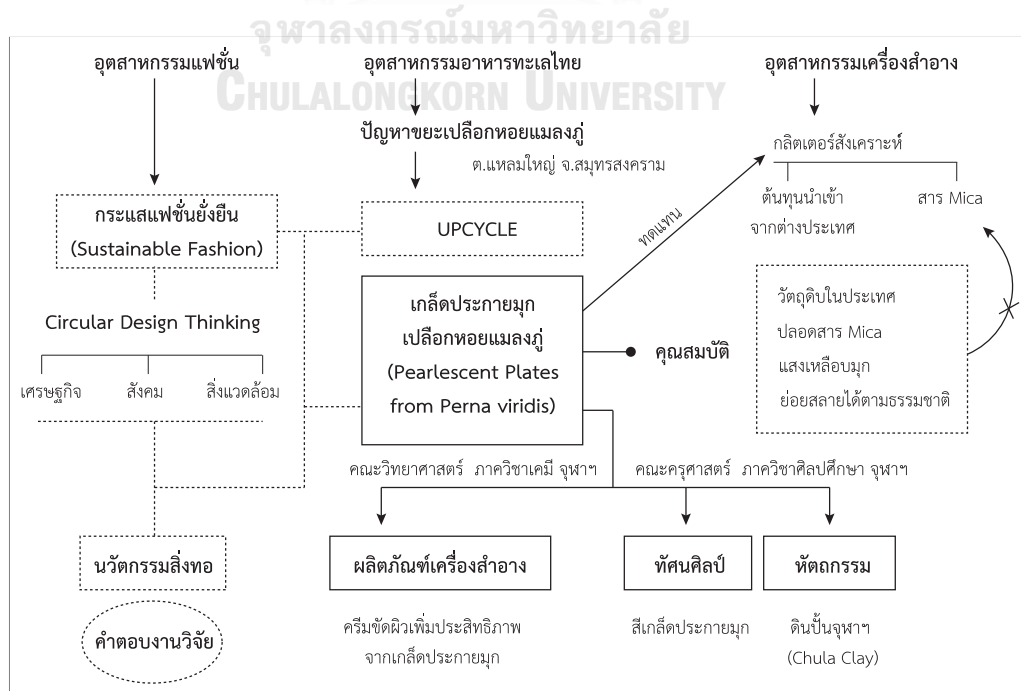 จุฬาลงกรณ์มหาวิทยาลัย
CHULALONGKORN UNIVERSITY
อุตสาหกรรมแฟชั่น
อุตสาหกรรมอาหารทะเลไทย
อุตสาหกรรมเครื่องสำอาง
ปัญหาขยะเปลือกหอยแมลงภู่
ต.แหลมใหญ่ จ.สมุทรสงคราม
กลิตเตอร์สังเคราะห์
ต้นทุนนำเข้า
จากต่างประเทศ
สาร Mica
กระแสแฟชั่นยั่งยืน
(Sustainable Fashion)
UPCYCLE
ทดแทน
เกล็ดประกายมุก
เปลือกหอยแมลงภู่
(Pearlescent Plates
from Perna viridis)
คุณสมบัติ
วัตถุดิบในประเทศ
ปลอดสาร Mica
แสงเหลือบมุก
ย่อยสลายได้ตามธรรมชาติ
Circular Design Thinking
เศรษฐกิจ
สังคม
สิ่งแวดล้อม
คณะวิทยาศาสตร์ ภาควิชาเคมี จุฬาฯ
คณะครุศาสตร์ ภาควิชาศิลปศึกษา จุฬาฯ
นวัตกรรมสิ่งทอ
ผลิตภัณฑ์เครื่องสำอาง
ทัศนศิลป์
หัตถกรรม
คำตอบงานวิจัย
ครีมขัดผิวเพิ่มประสิทธิภาพ
จากเกล็ดประกายมุก
สีเกล็ดประกายมุก
ดินปั้นจุฬาฯ
(Chula Clay)